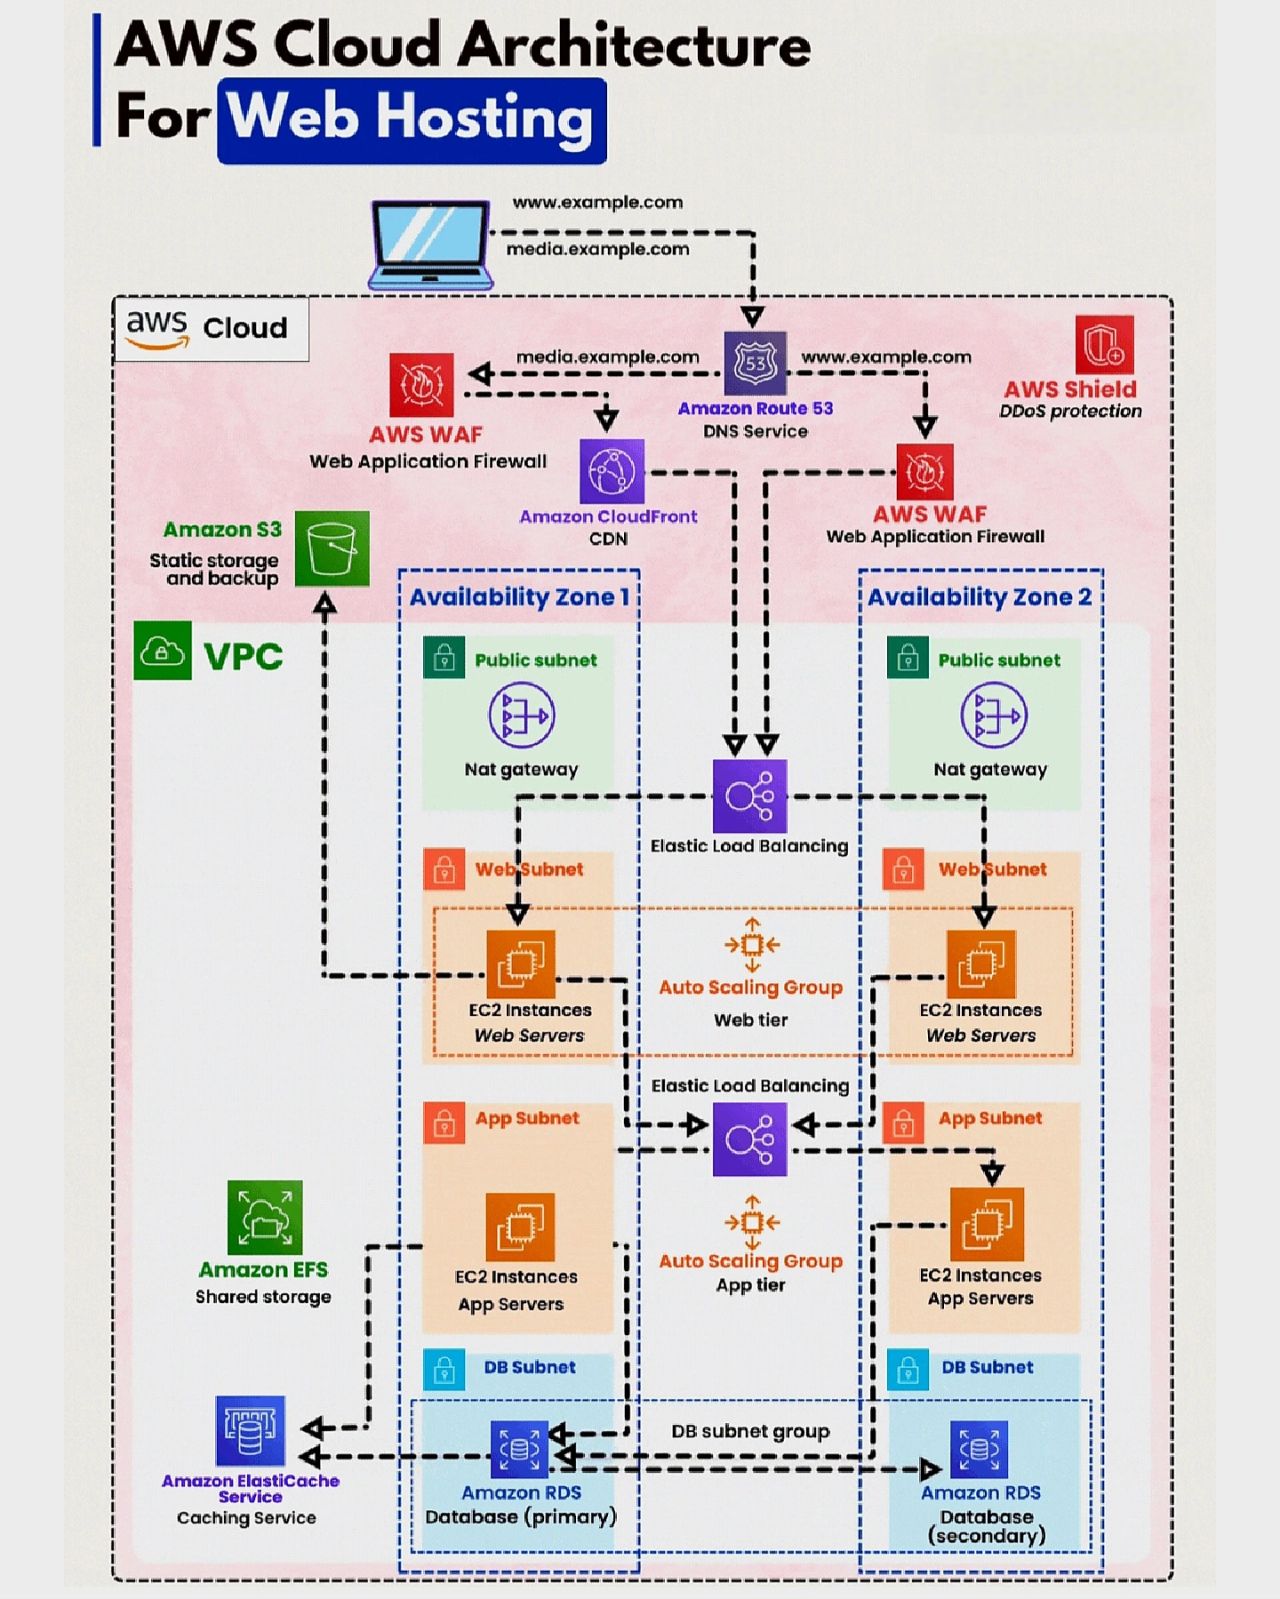 AWS Cloud Architecture
For Web Hosting
www.example.com
media.example.com
aws Cloud
media.example.com
53
www.example.com
AWS Shield
DDoS protection
Amazon Route 53
DNS Service
AWS WAF
Web Application Firewall
Amazon CloudFront
CDN
AWS WAF
Web Application Firewall
Amazon S3
Static storage
and backup
Availability Zone 1
Availability Zone 2
VPC
Public subnet
Nat gateway
Public subnet
Nat gateway
Elastic Load Balancing
Web Subnet
Web Subnet
EC2 Instances
Web Servers
Auto Scaling Group
Web tier
EC2 Instances
Web Servers
Elastic Load Balancing
App Subnet
App Subnet
Amazon EFS
Shared storage
EC2 Instances
App Servers
Auto Scaling Group
App tier
EC2 Instances
App Servers
DB Subnet
DB Subnet
DB subnet group
Amazon ElastiCache
Service
Caching Service
Amazon RDS
Database (primary)
Amazon RDS
Database
(secondary)